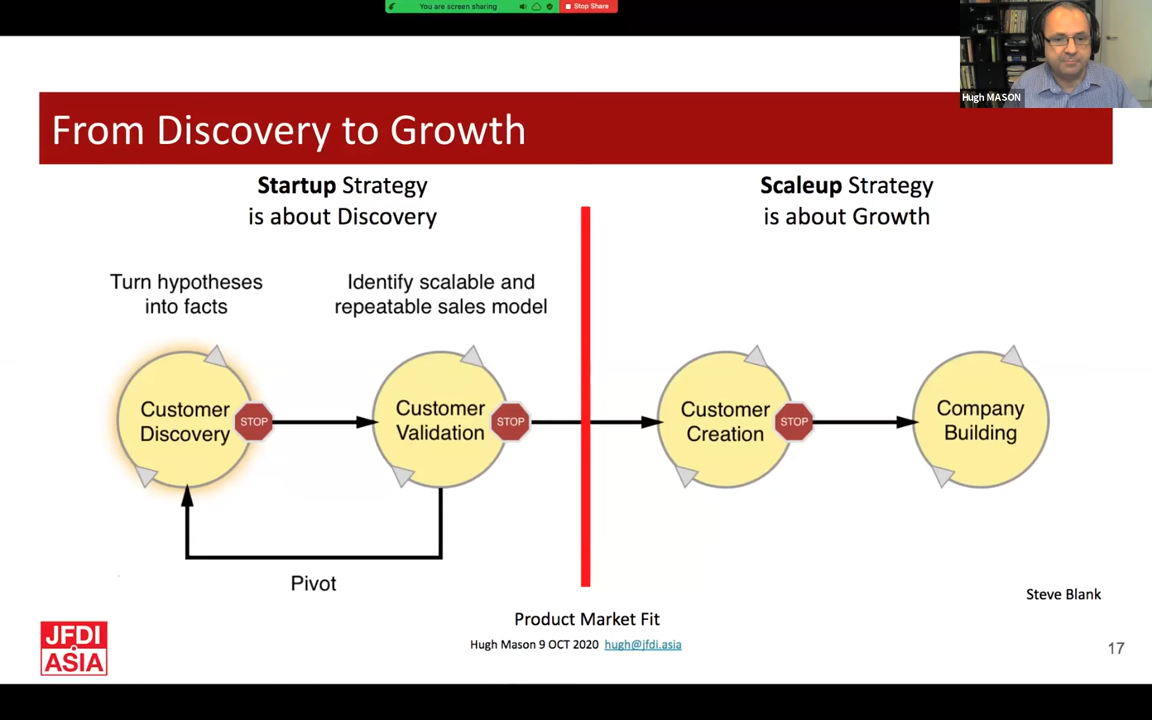 You are screen sharing
Stop Share
Hugh MASON
From Discovery to Growth
Startup Strategy
is about Discovery
Scaleup Strategy
is about Growth
Turn hypotheses
into facts
Identify scalable and
repeatable sales model
Customer
Discovery
STOP
Customer
Validation
STOP
Customer
Creation
STOP
Company
Building
Pivot
Steve Blank
Product Market Fit
Hugh Mason 9 OCT 2020 hugh@jfdi.asia
JFDI
ASIA
17